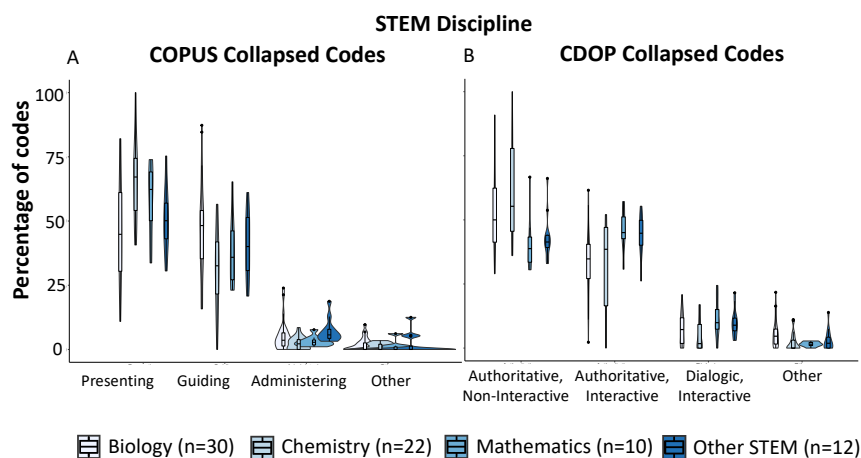 STEM Discipline
A
COPUS Collapsed Codes
B
CDOP Collapsed Codes
Percentage of codes
100
75
50
25
0
Presenting
Guiding
Administering
Other
Authoritative,
Non-Interactive
Authoritative,
Interactive
Dialogic,
Interactive
Other
Biology (n=30)
Chemistry (n=22)
Mathematics (n=10)
Other STEM (n=12)